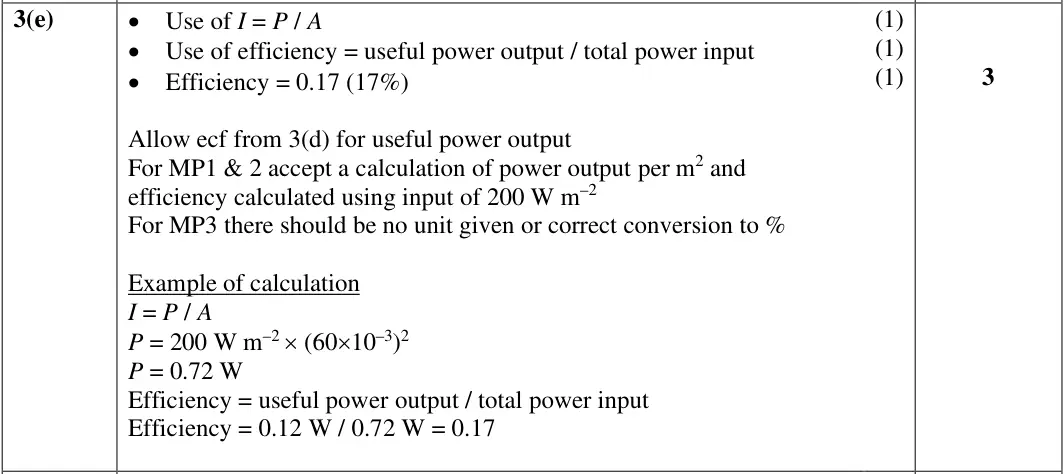 3(e)
• Use of I = P / A (1)
• Use of efficiency = useful power output / total power input (1)
• Efficiency = 0.17 (17%) (1) 3
Allow ecf from 3(d) for useful power output
For MP1 & 2 accept a calculation of power output per m² and
efficiency calculated using input of 200 W m⁻²
For MP3 there should be no unit given or correct conversion to %
Example of calculation
I = P / A
P = 200 W m⁻² × (60×10⁻³)²
P = 0.72 W
Efficiency = useful power output / total power input
Efficiency = 0.12 W / 0.72 W = 0.17